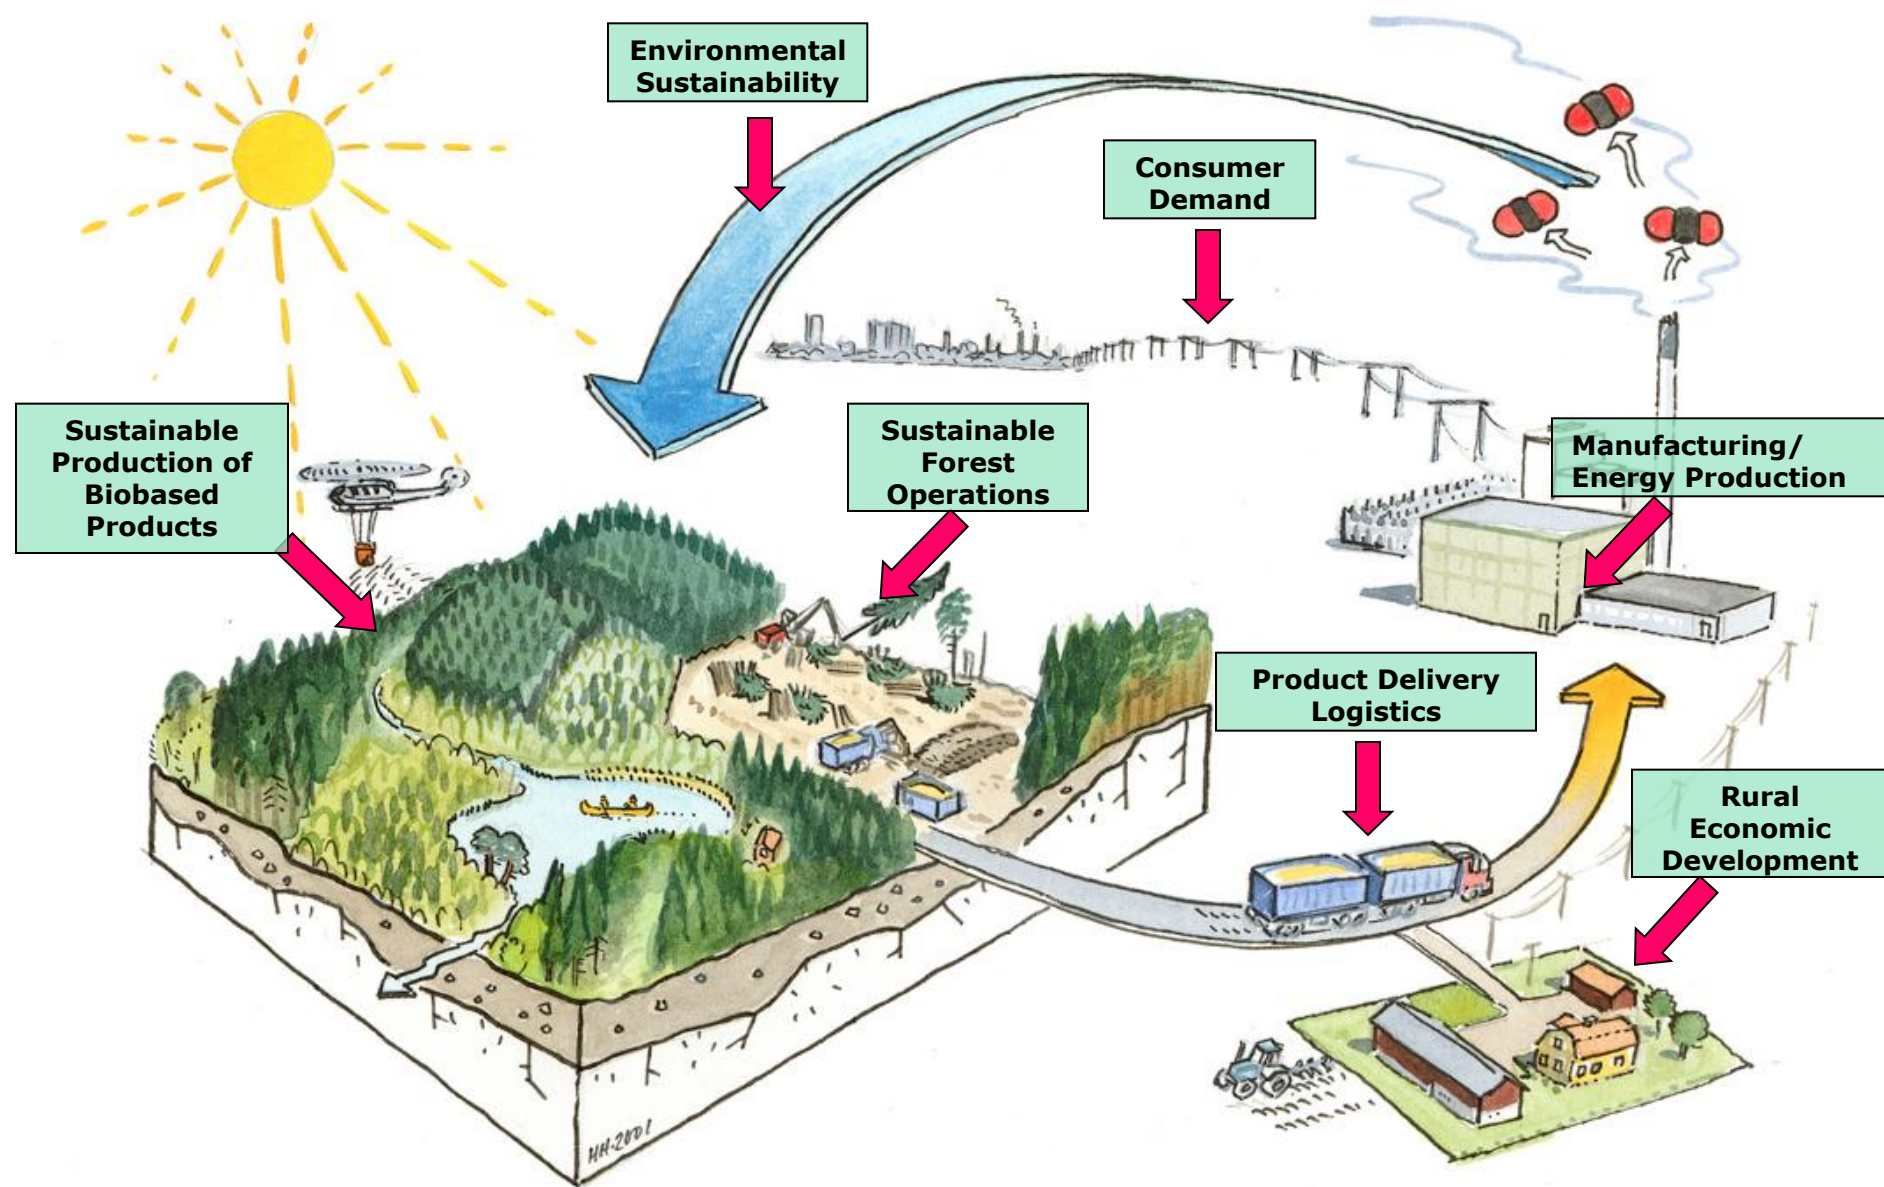 Environmental
Sustainability
Consumer
Demand
Sustainable
Production of
Biobased
Products
Sustainable
Forest
Operations
Manufacturing/
Energy Production
Product Delivery
Logistics
Rural
Economic
Development
HH-2001